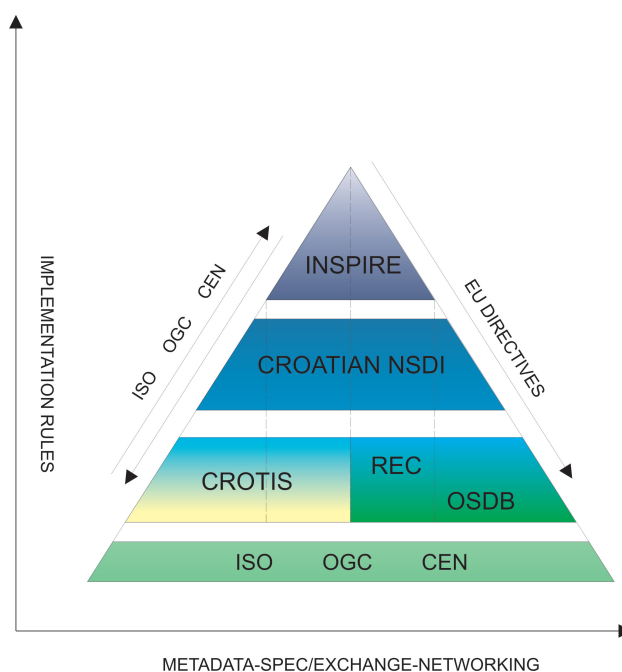 INSPIRE
IMPLEMENTATION RULES
ISO OGC CEN
EU DIRECTIVES
CROATIAN NSDI
CROTIS
REC
OSDB
ISO OGC CEN
METADATA-SPEC/EXCHANGE-NETWORKING